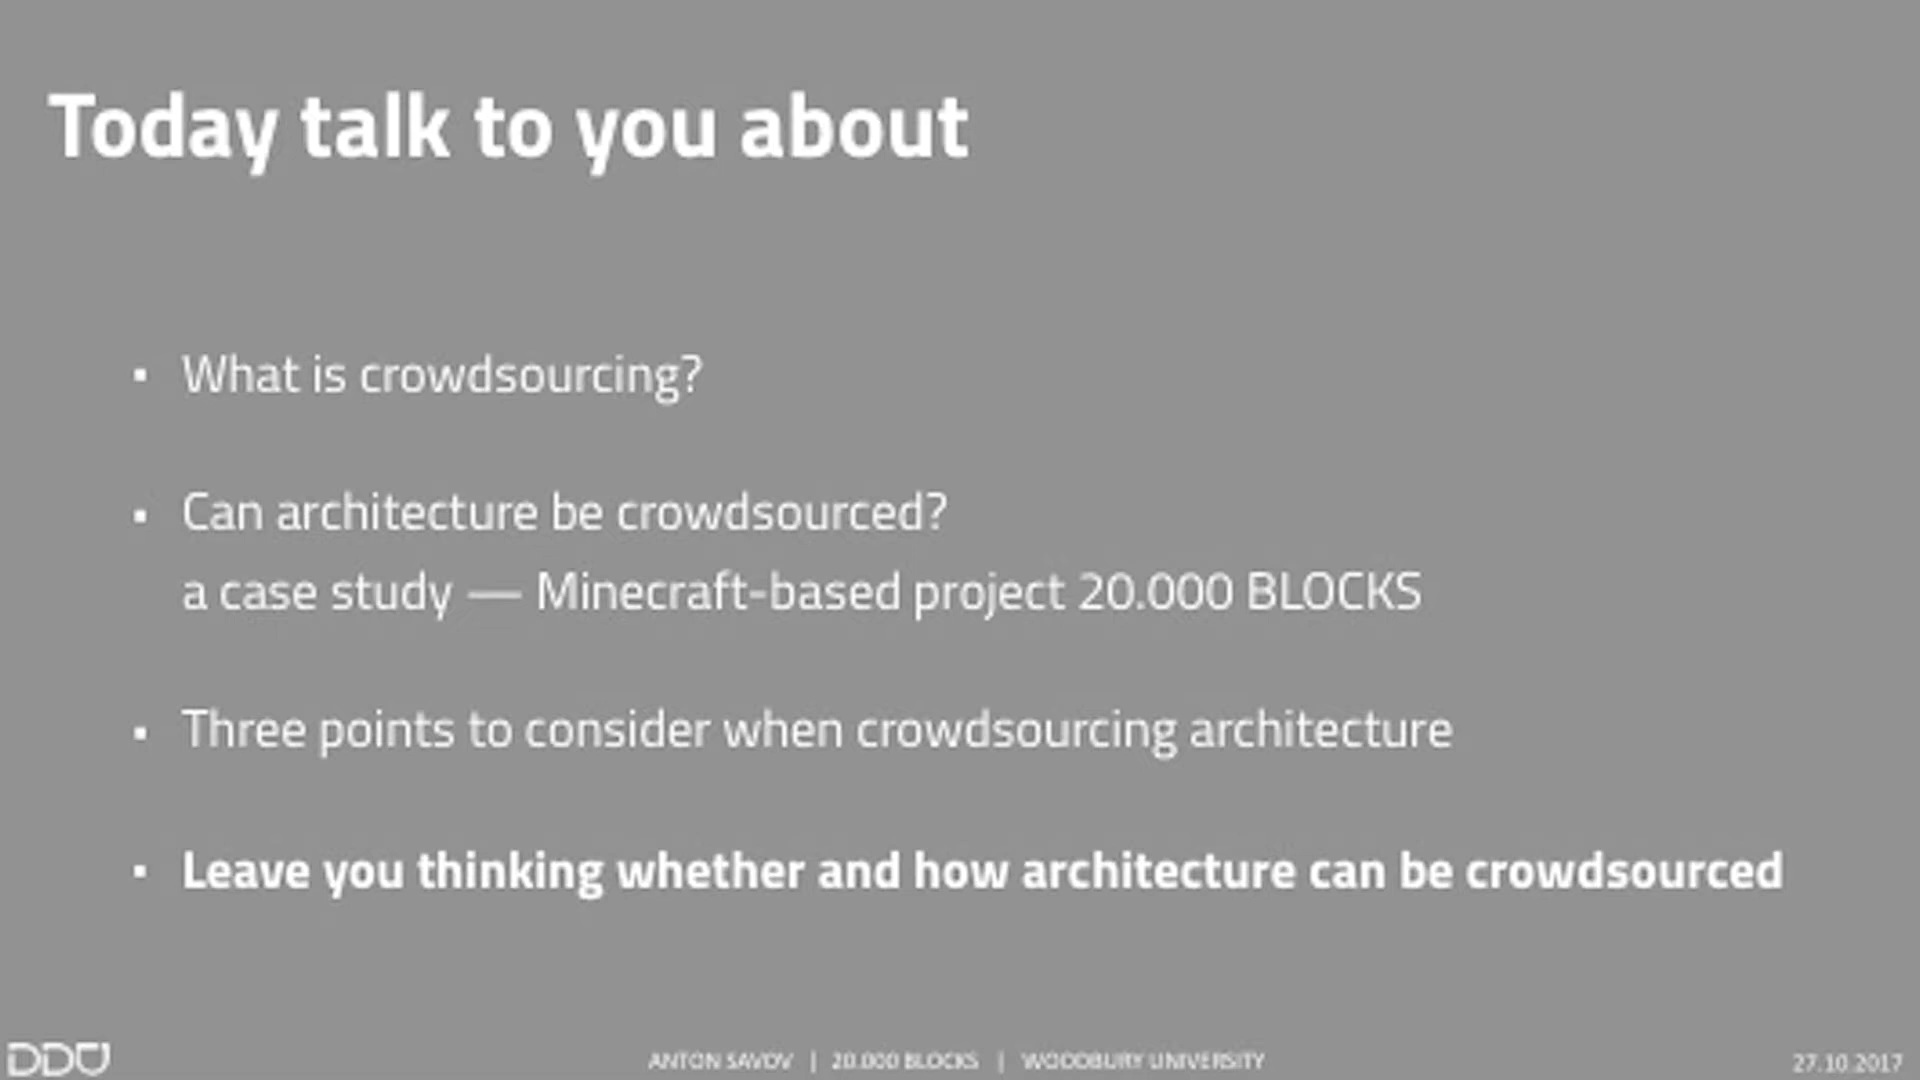 Today talk to you about
▪ What is crowdsourcing?
▪ Can architecture be crowdsourced?
a case study — Minecraft-based project 20.000 BLOCKS
▪ Three points to consider when crowdsourcing architecture
▪ Leave you thinking whether and how architecture can be crowdsourced
DDU
ANTON SAVOV | 20.000 BLOCKS | WOODBURY UNIVERSITY
27.10.2017